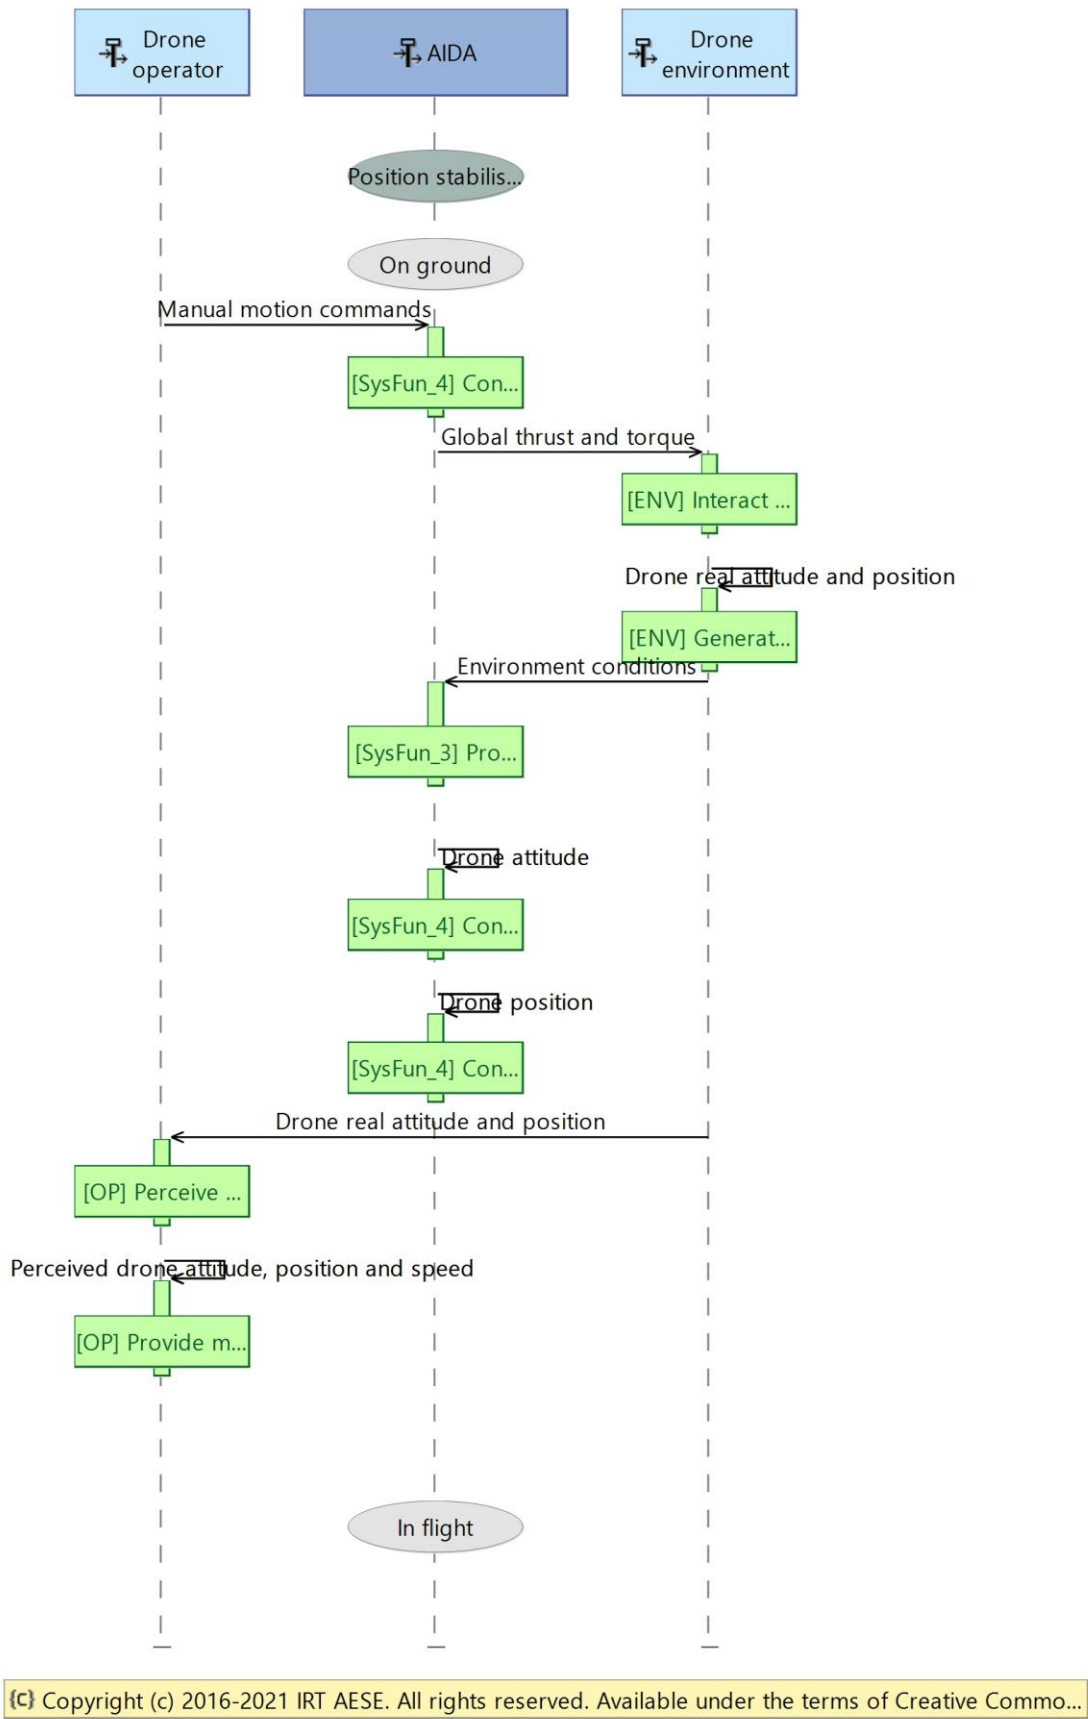 Drone
operator
AIDA
Drone
environment
Position stabilis...
On ground
Manual motion commands
[SysFun_4] Con...
Global thrust and torque
[ENV] Interact ...
Drone real attitude and position
[ENV] Generat...
Environment conditions
[SysFun_3] Pro...
Drone attitude
[SysFun_4] Con...
Drone position
[SysFun_4] Con...
Drone real attitude and position
[OP] Perceive ...
Perceived drone attitude, position and speed
[OP] Provide m...
In flight
{c} Copyright (c) 2016-2021 IRT AESE. All rights reserved. Available under the terms of Creative Commo...